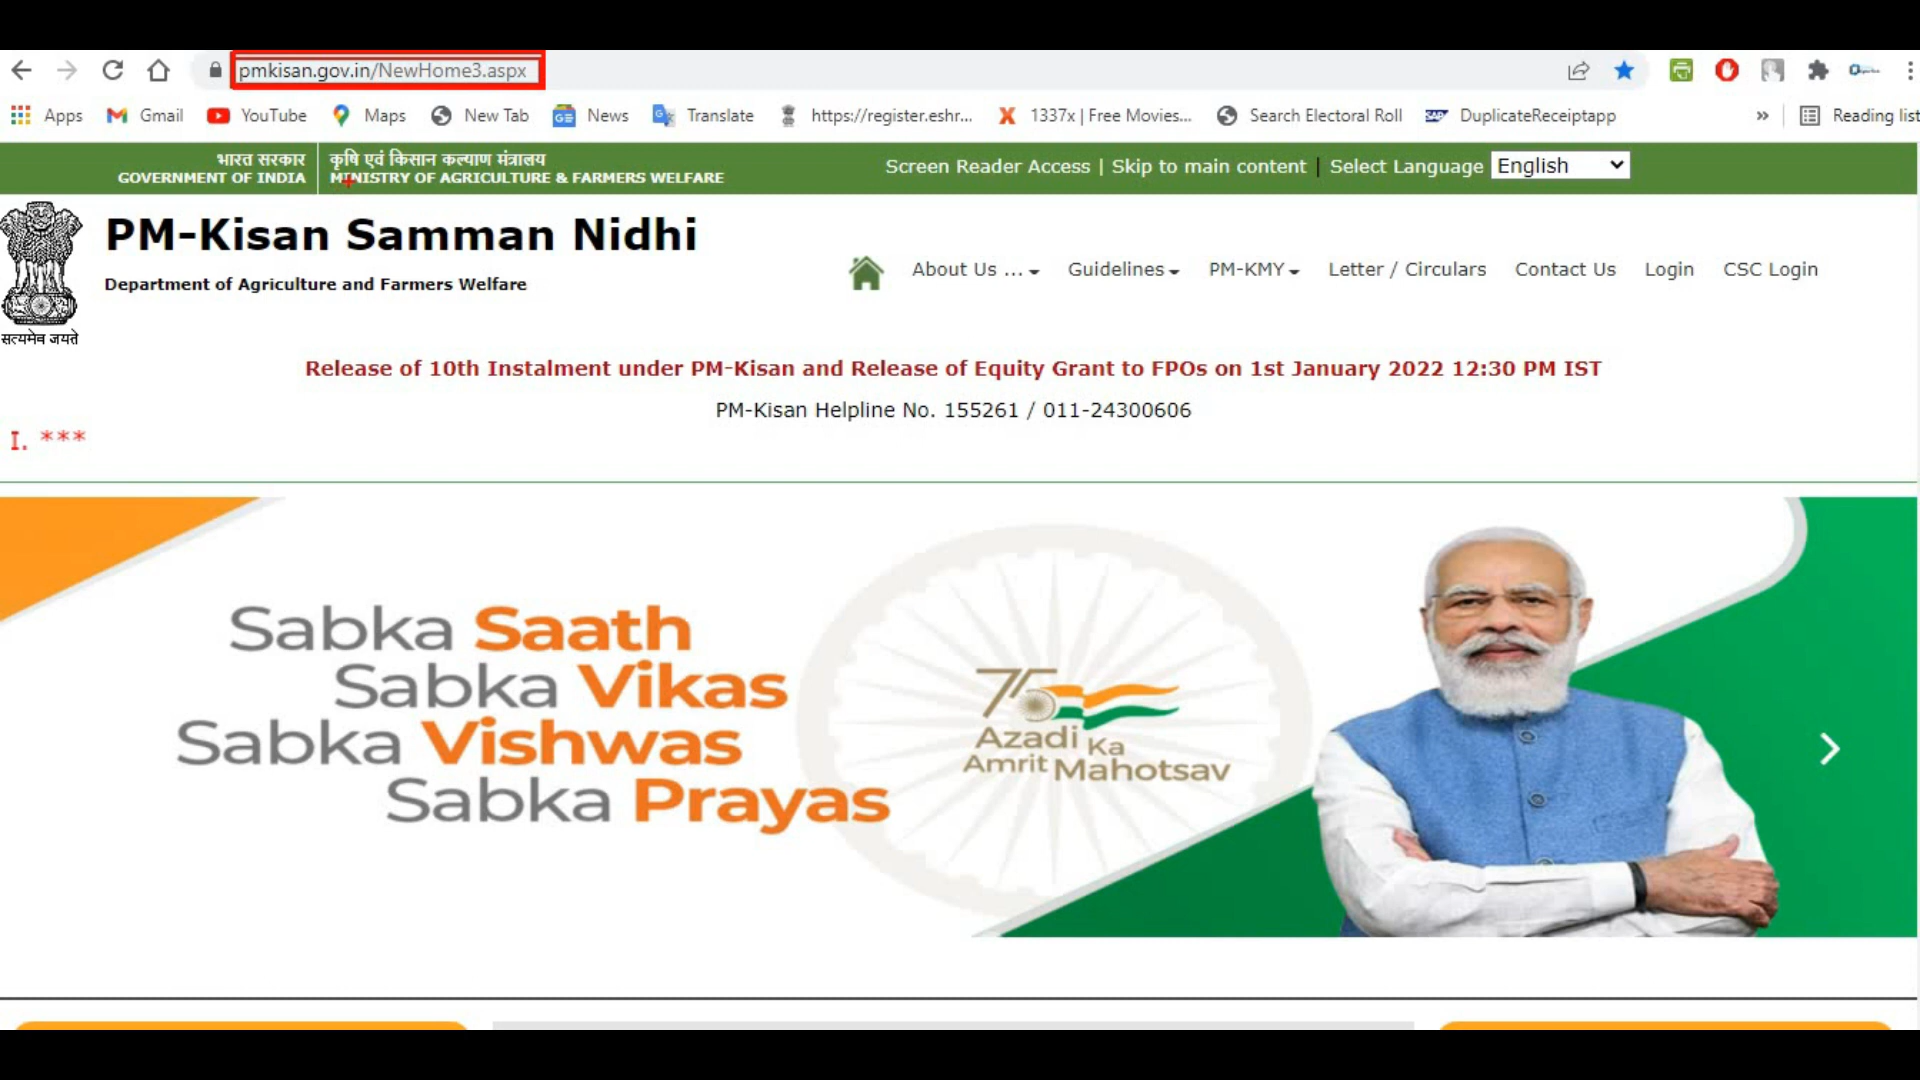 pmkisan.gov.in/NewHome3.aspx
Apps Gmail YouTube Maps New Tab News Translate https://register.eshr... 1337x | Free Movies... Search Electoral Roll DuplicateReceiptapp » Reading list
भारत सरकार
GOVERNMENT OF INDIA
कृषि एवं किसान कल्याण मंत्रालय
MINISTRY OF AGRICULTURE & FARMERS WELFARE
Screen Reader Access | Skip to main content | Select Language English
PM-Kisan Samman Nidhi
Department of Agriculture and Farmers Welfare
सत्यमेव जयते
About Us ... Guidelines PM-KMY Letter / Circulars Contact Us Login CSC Login
Release of 10th Instalment under PM-Kisan and Release of Equity Grant to FPOs on 1st January 2022 12:30 PM IST
PM-Kisan Helpline No. 155261 / 011-24300606
I. ***
Sabka Saath
Sabka Vikas
Sabka Vishwas
Sabka Prayas
75
Azadi Ka
Amrit Mahotsav